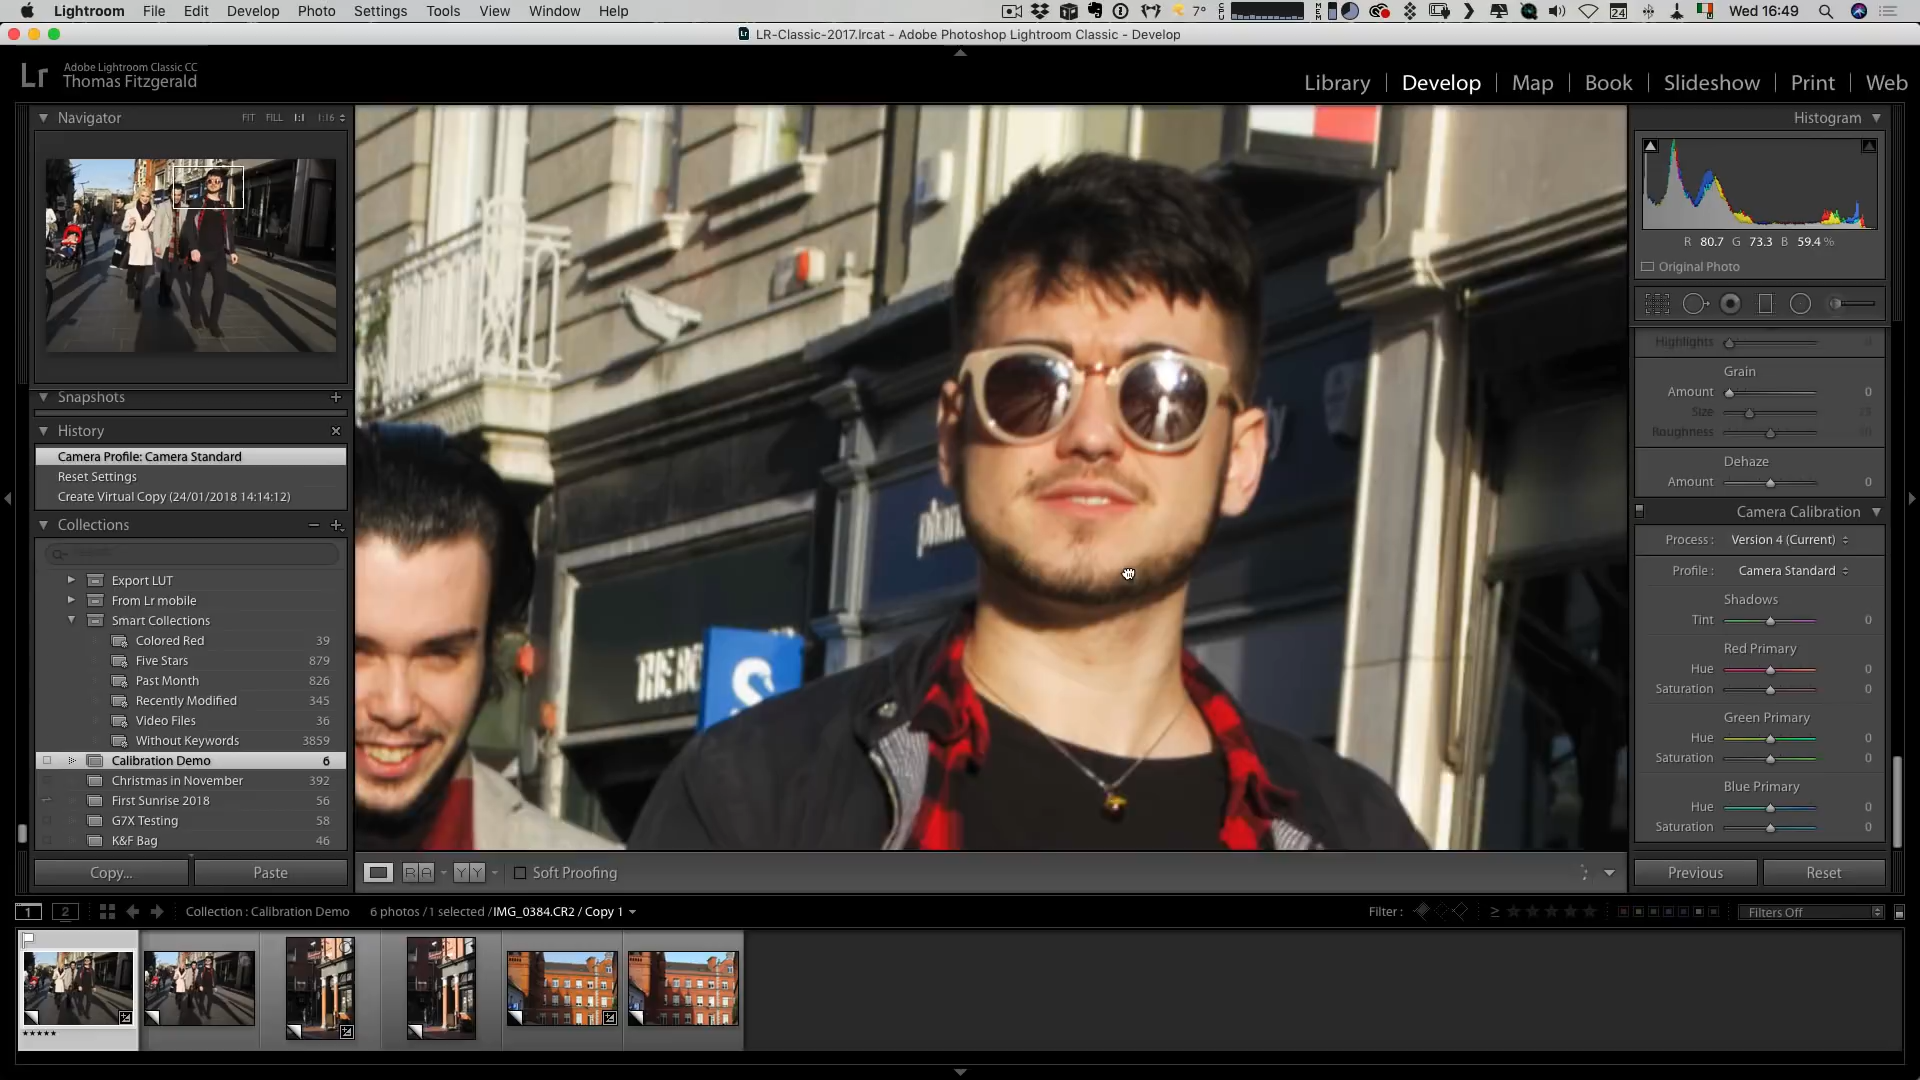 Lightroom File Edit Develop Photo Settings Tools View Window Help
7° 24 Wed 16:49
LR-Classic-2017.lrcat - Adobe Photoshop Lightroom Classic - Develop
Lr Adobe Lightroom Classic CC
Thomas Fitzgerald
Library | Develop | Map | Book | Slideshow | Print | Web
Navigator FIT FILL 1:1 1:16
Snapshots +
History ×
Camera Profile: Camera Standard
Reset Settings
Create Virtual Copy (24/01/2018 14:14:12)
Collections − +
Export LUT
From Lr mobile
Smart Collections
Colored Red 39
Five Stars 879
Past Month 826
Recently Modified 345
Video Files 36
Without Keywords 3859
Calibration Demo 6
Christmas in November 392
First Sunrise 2018 56
G7X Testing 58
K&F Bag 46
Copy... Paste
THE
S
Soft Proofing
Histogram
R 80.7 G 73.3 B 59.4 %
Original Photo
Highlights
Grain
Amount 0
Size
Roughness
Dehaze
Amount 0
Camera Calibration
Process : Version 4 (Current)
Profile : Camera Standard
Shadows
Tint 0
Red Primary
Hue 0
Saturation 0
Green Primary
Hue 0
Saturation 0
Blue Primary
Hue 0
Saturation 0
Previous Reset
1 2 Collection : Calibration Demo 6 photos / 1 selected / IMG_0384.CR2 / Copy 1
Filter : ≥ Filters Off